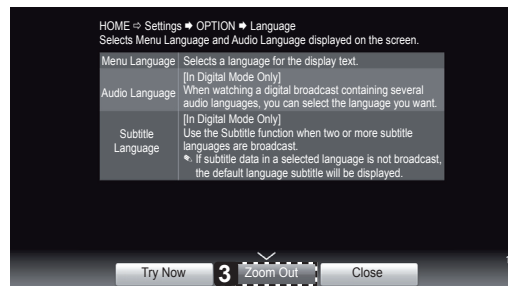 HOME ⇨ Settings ➡ OPTION ➡ Language
Selects Menu Language and Audio Language displayed on the screen.
Menu Language Selects a language for the display text.
Audio Language
[In Digital Mode Only]
When watching a digital broadcast containing several
audio languages, you can select the language you want.
Subtitle
Language
[In Digital Mode Only]
Use the Subtitle function when two or more subtitle
languages are broadcast.
✎ If subtitle data in a selected language is not broadcast,
the default language subtitle will be displayed.
Try Now 3 Zoom Out Close